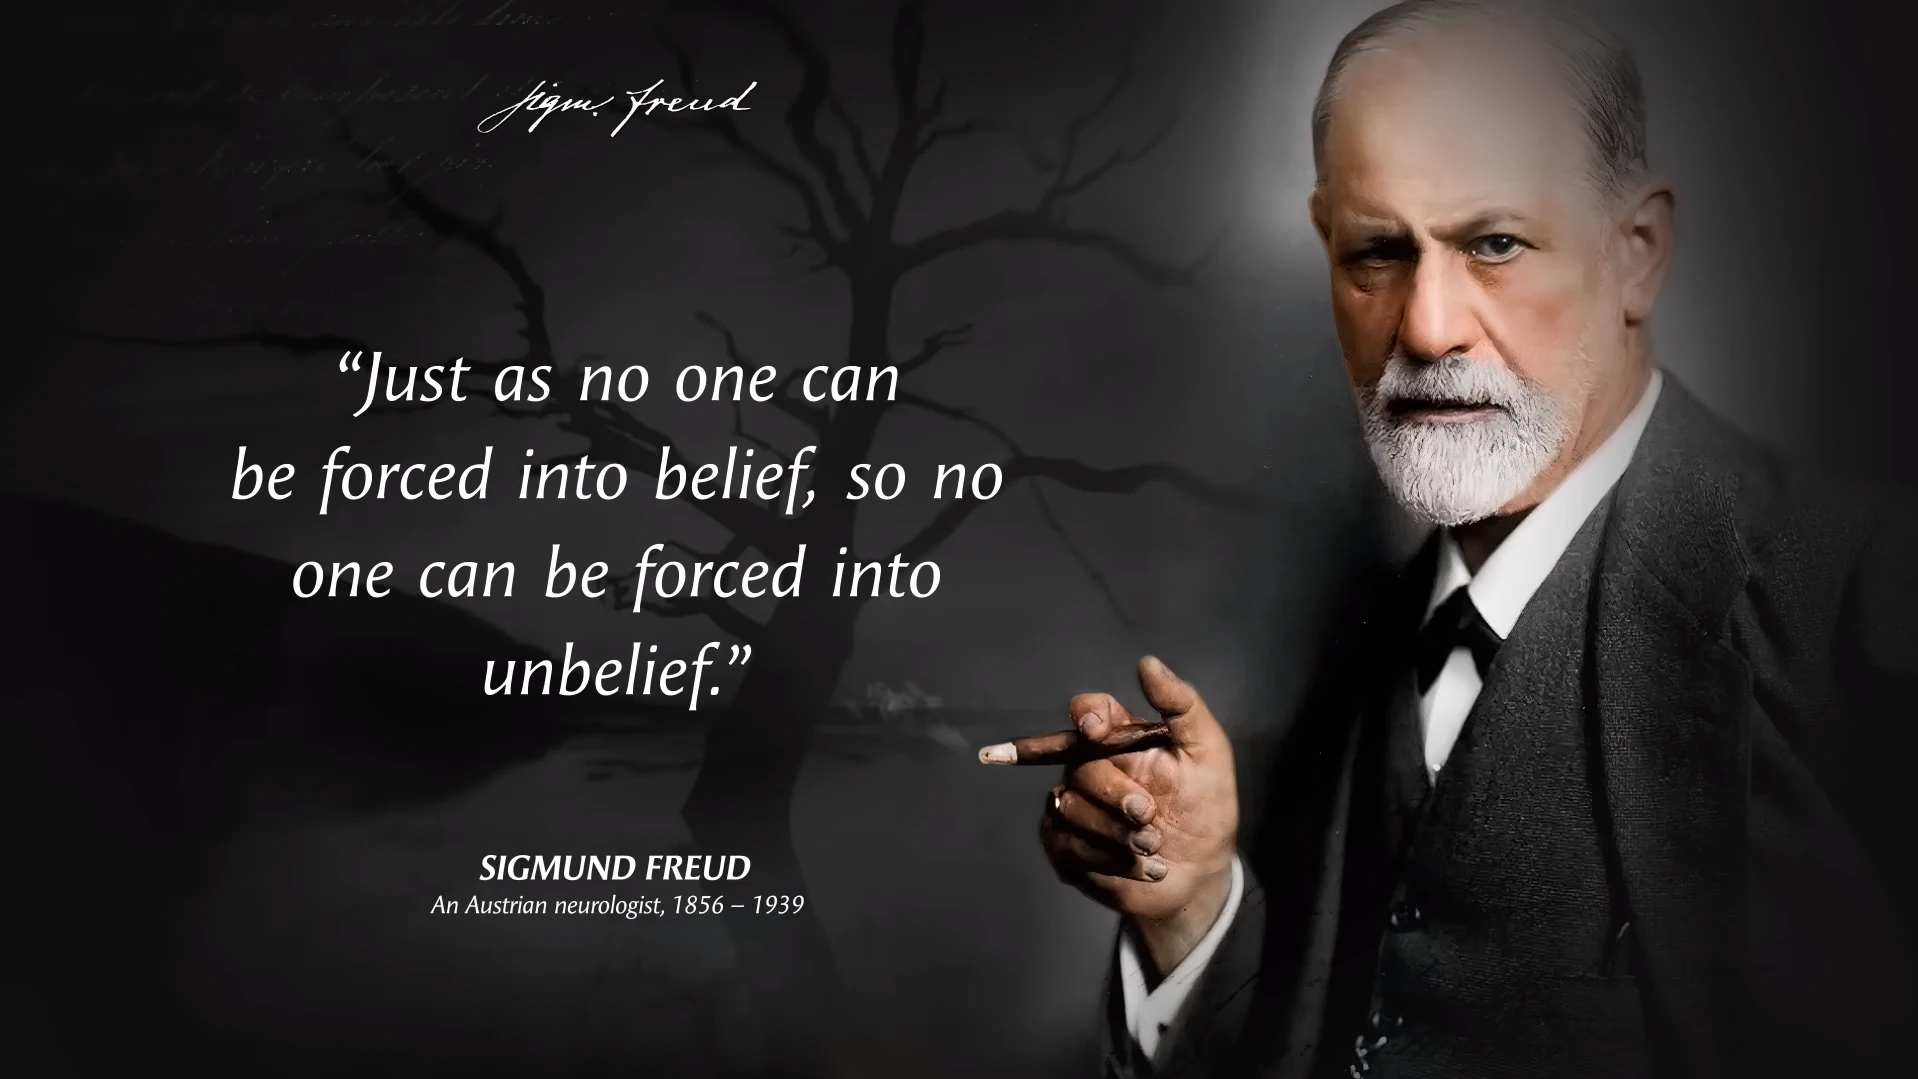 Sigm. Freud
“Just as no one can
be forced into belief, so no
one can be forced into
unbelief.”
SIGMUND FREUD
An Austrian neurologist, 1856 – 1939